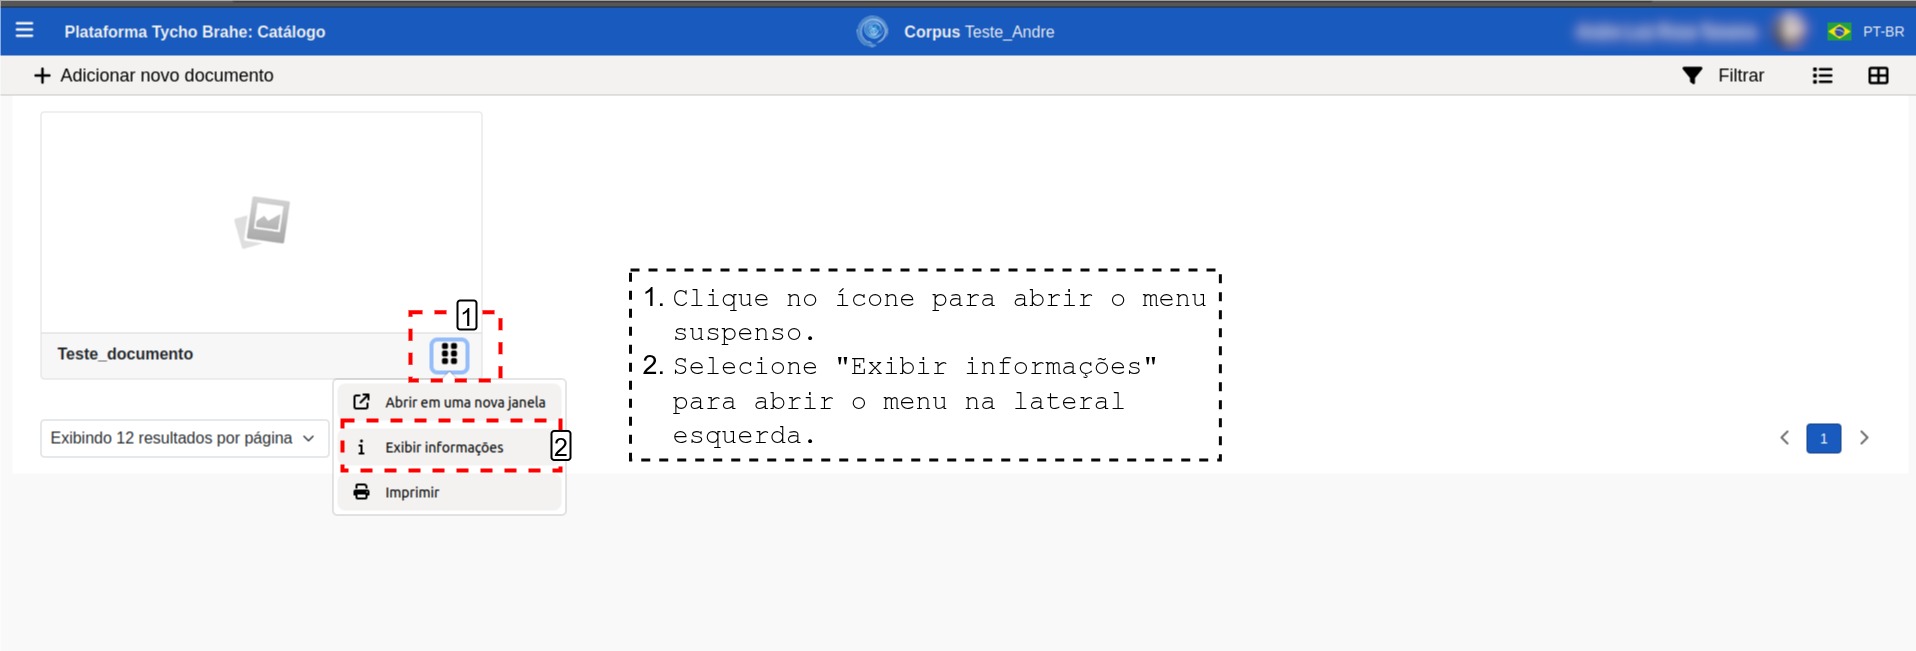 Plataforma Tycho Brahe: Catálogo
Corpus Teste_Andre
PT-BR
Adicionar novo documento
Filtrar
1
Teste_documento
Abrir em uma nova janela
Exibir informações
2
Imprimir
Exibindo 12 resultados por página
1. Clique no ícone para abrir o menu
suspenso.
2. Selecione "Exibir informações"
para abrir o menu na lateral
esquerda.
1